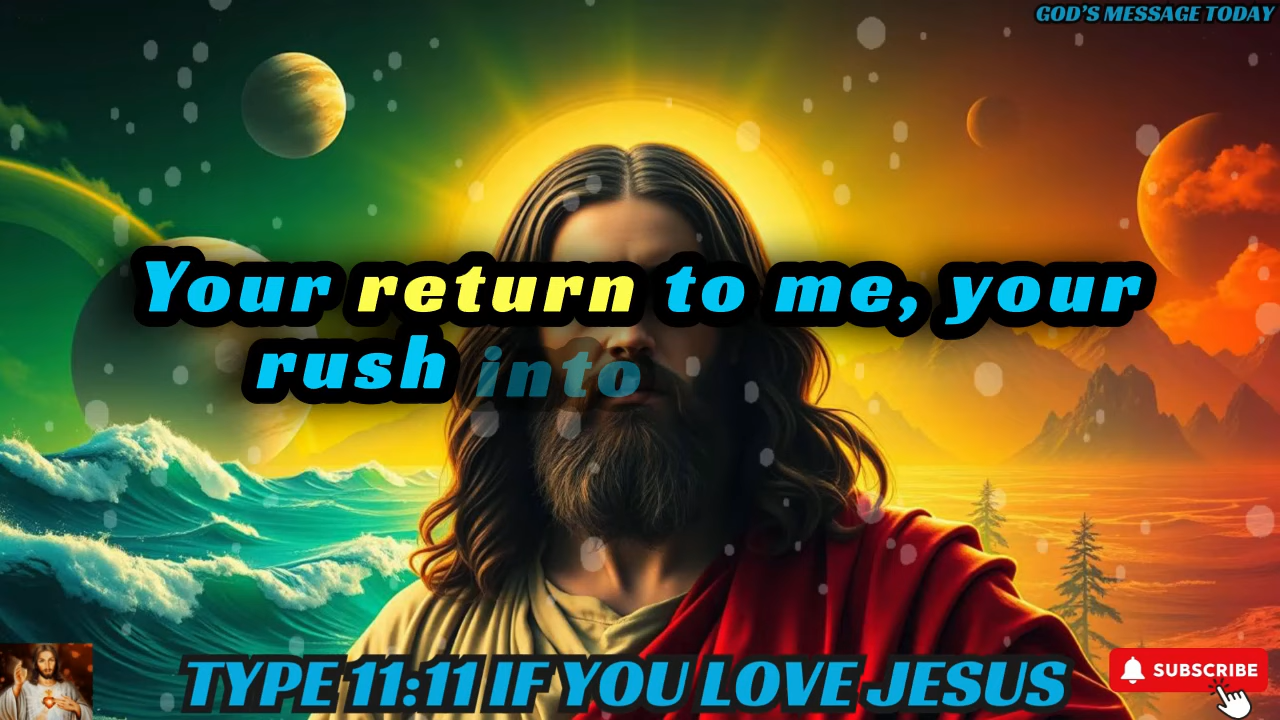 GOD'S MESSAGE TODAY
Your return to me, your
rush into
TYPE 11:11 IF YOU LOVE JESUS
SUBSCRIBE